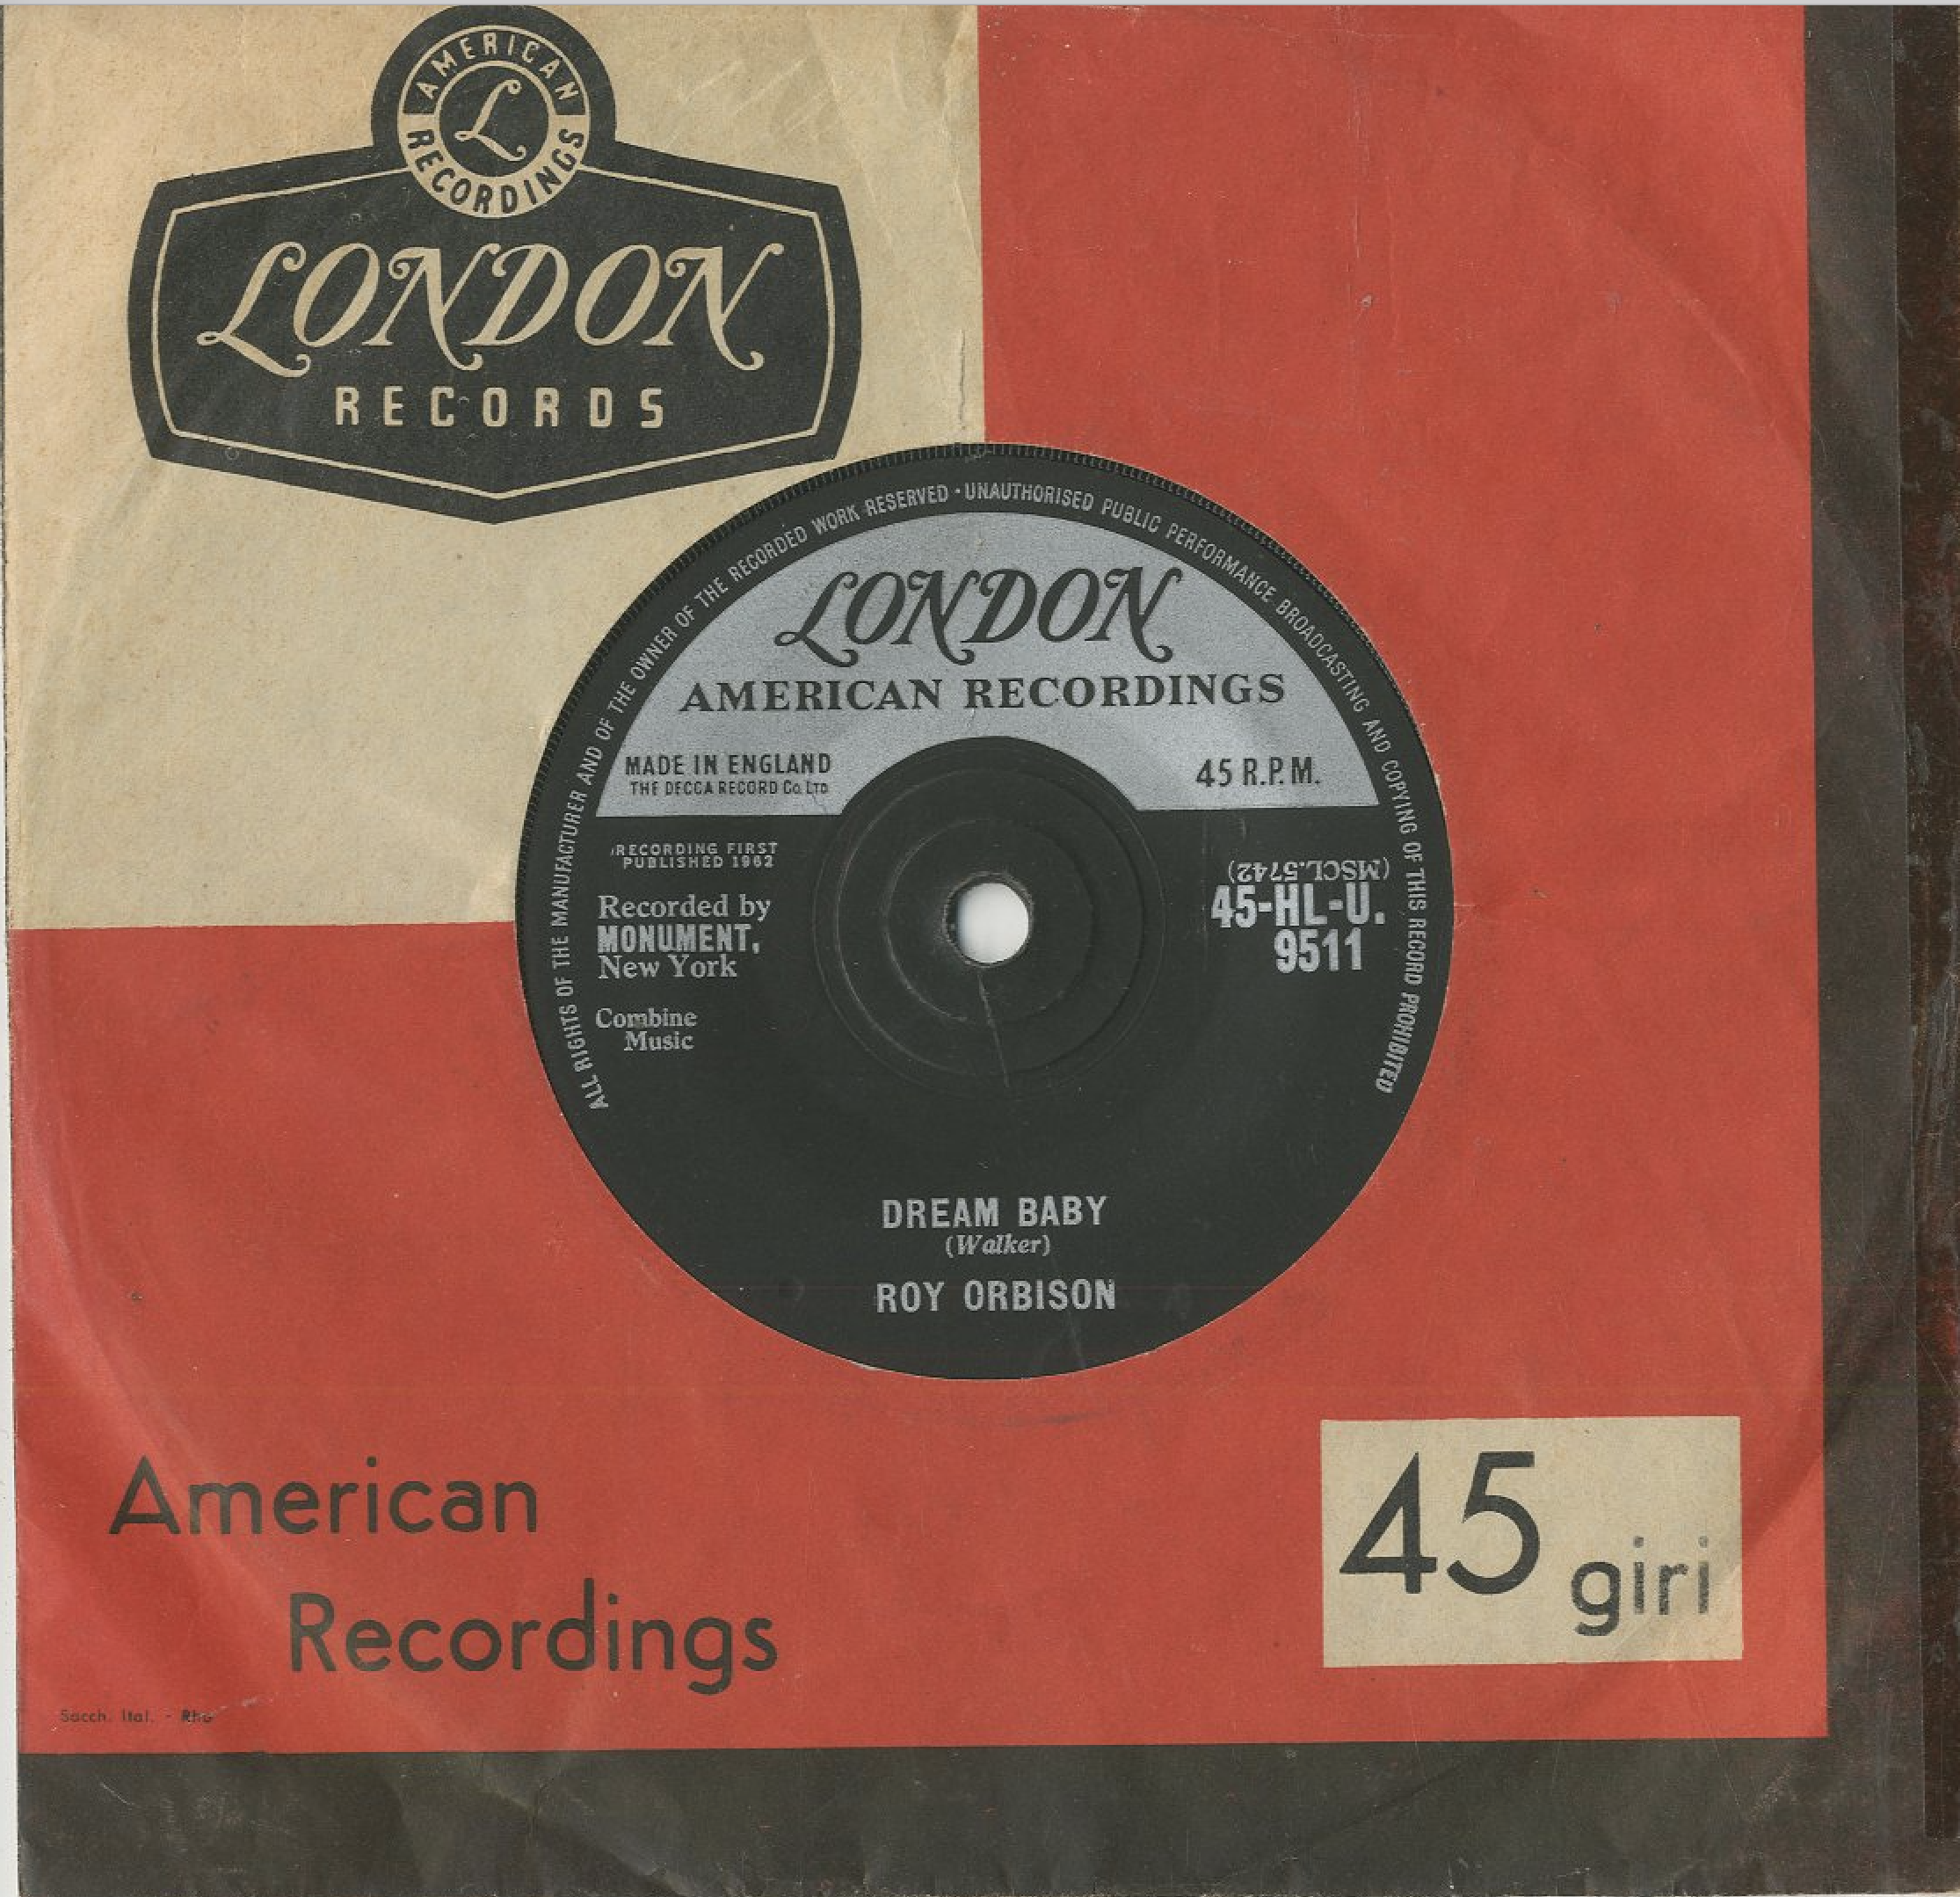 AMERICAN RECORDINGS
L
LONDON
RECORDS
ALL RIGHTS OF THE MANUFACTURER AND OF THE OWNER OF THE RECORDED WORK RESERVED · UNAUTHORISED PUBLIC PERFORMANCE BROADCASTING AND COPYING OF THIS RECORD PROHIBITED
LONDON
AMERICAN RECORDINGS
MADE IN ENGLAND
THE DECCA RECORD Co. LTD
45 R.P.M.
RECORDING FIRST
PUBLISHED 1962
Recorded by
MONUMENT,
New York
Combine
Music
(MSCL.5742)
45-HL-U.
9511
DREAM BABY
(Walker)
ROY ORBISON
American
Recordings
45 giri
Sacch. Ital. - Rho